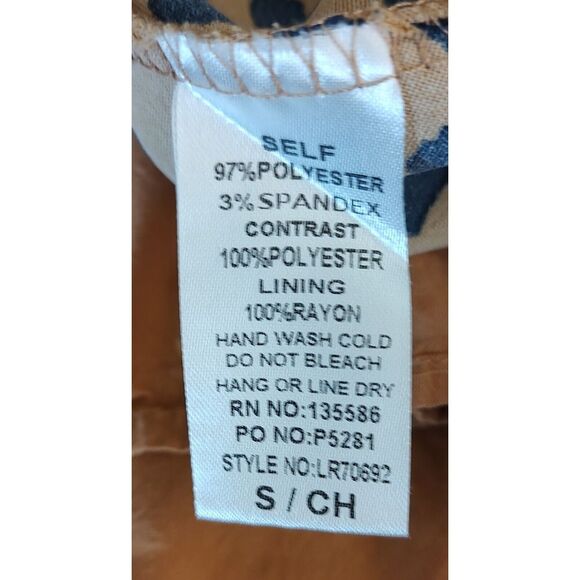 SELF
97%POLYESTER
3%SPANDEX
CONTRAST
100%POLYESTER
LINING
100%RAYON
HAND WASH COLD
DO NOT BLEACH
HANG OR LINE DRY
RN NO:135586
PO NO:P5281
STYLE NO:LR70692
S / CH